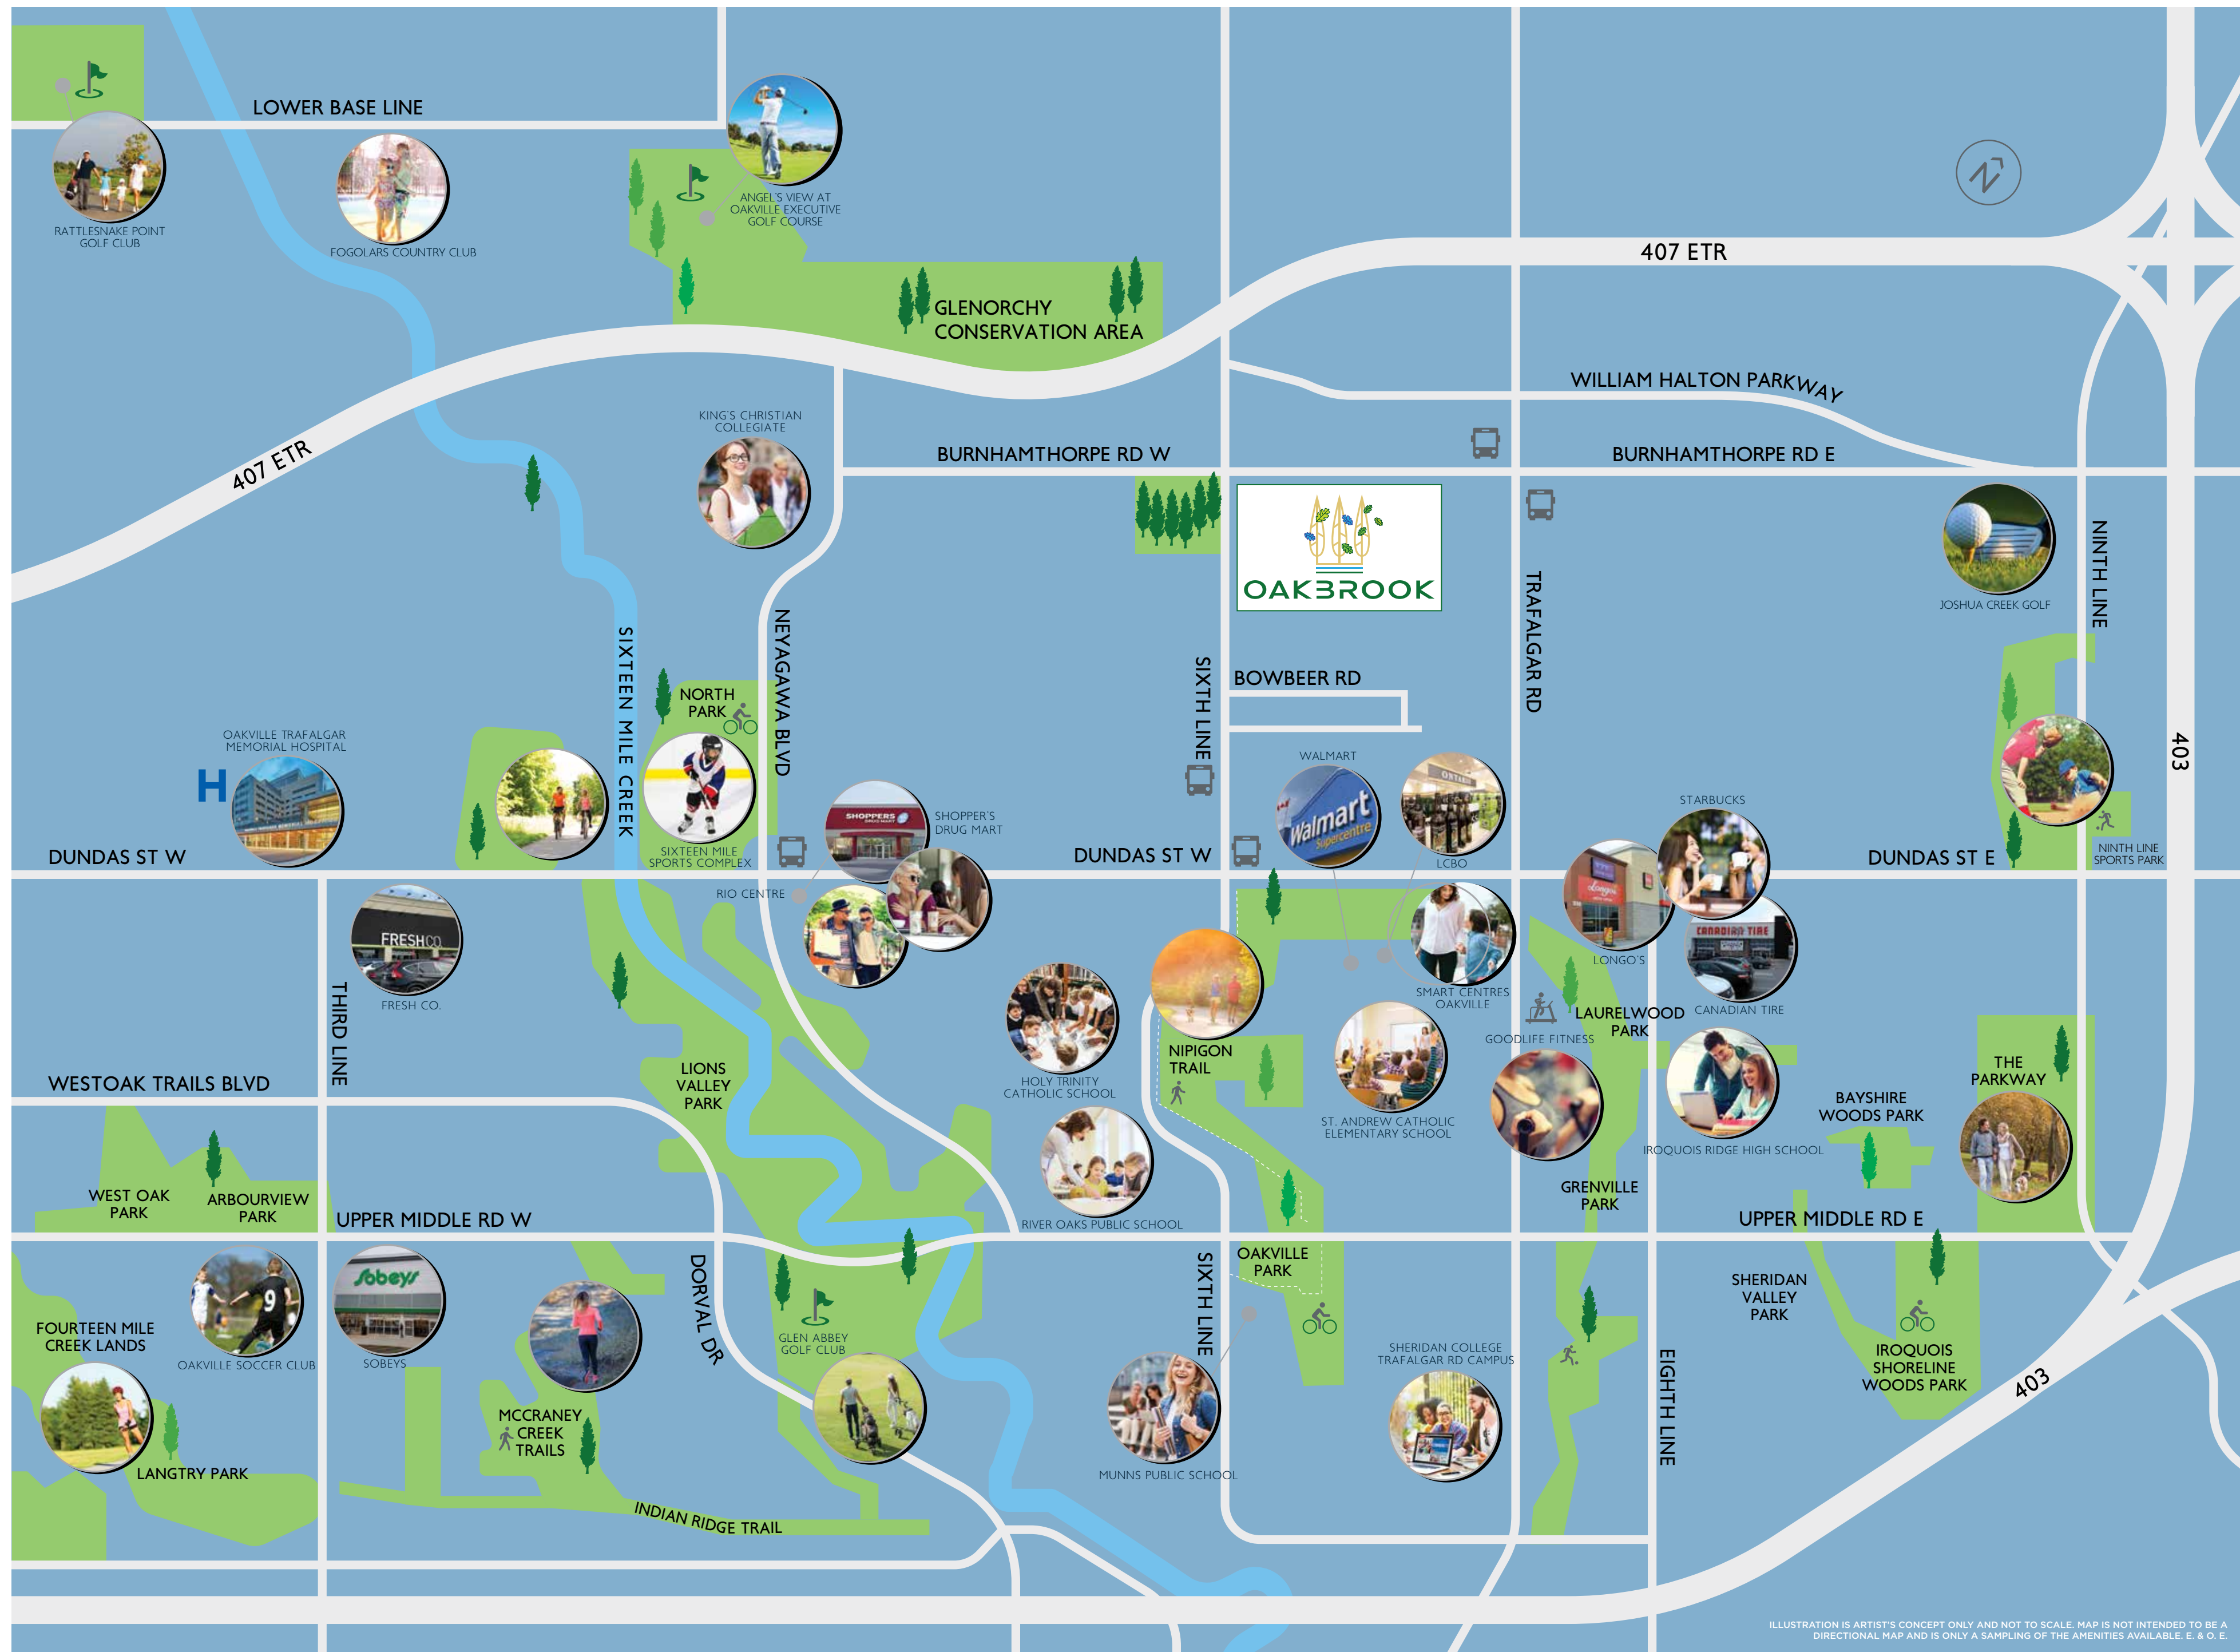 LOWER BASE LINE
RATTLESNAKE POINT
GOLF CLUB
FOGOLARS COUNTRY CLUB
ANGEL'S VIEW AT
OAKVILLE EXECUTIVE
GOLF COURSE
N
407 ETR
GLENORCHY
CONSERVATION AREA
WILLIAM HALTON PARKWAY
KING'S CHRISTIAN
COLLEGIATE
407 ETR
BURNHAMTHORPE RD W
BURNHAMTHORPE RD E
OAKBROOK
JOSHUA CREEK GOLF
NINTH LINE
TRAFALGAR RD
SIXTEEN MILE CREEK
NEYAGAWA BLVD
SIXTH LINE
BOWBEER RD
NORTH
PARK
403
OAKVILLE TRAFALGAR
MEMORIAL HOSPITAL
H
WALMART
Walmart
Supercentre
ONTARIO
LCBO
STARBUCKS
SHOPPERS
DRUG MART
SHOPPER'S
DRUG MART
SIXTEEN MILE
SPORTS COMPLEX
DUNDAS ST W
DUNDAS ST W
DUNDAS ST E
NINTH LINE
SPORTS PARK
RIO CENTRE
FRESHCO.
FRESH CO.
Longo's
LONGO'S
CANADIAN TIRE
CANADIAN TIRE
SMART CENTRES
OAKVILLE
THIRD LINE
LAURELWOOD
PARK
GOODLIFE FITNESS
NIPIGON
TRAIL
HOLY TRINITY
CATHOLIC SCHOOL
LIONS
VALLEY
PARK
WESTOAK TRAILS BLVD
THE
PARKWAY
BAYSHIRE
WOODS PARK
ST. ANDREW CATHOLIC
ELEMENTARY SCHOOL
IROQUOIS RIDGE HIGH SCHOOL
WEST OAK
PARK
ARBOURVIEW
PARK
GRENVILLE
PARK
RIVER OAKS PUBLIC SCHOOL
UPPER MIDDLE RD W
UPPER MIDDLE RD E
OAKVILLE
PARK
DORVAL DR
SIXTH LINE
Sobeys
9
SHERIDAN
VALLEY
PARK
FOURTEEN MILE
CREEK LANDS
OAKVILLE SOCCER CLUB
SOBEYS
GLEN ABBEY
GOLF CLUB
SHERIDAN COLLEGE
TRAFALGAR RD CAMPUS
IROQUOIS
SHORELINE
WOODS PARK
403
EIGHTH LINE
MCCRANEY
CREEK
TRAILS
LANGTRY PARK
MUNNS PUBLIC SCHOOL
INDIAN RIDGE TRAIL
ILLUSTRATION IS ARTIST'S CONCEPT ONLY AND NOT TO SCALE. MAP IS NOT INTENDED TO BE A
DIRECTIONAL MAP AND IS ONLY A SAMPLING OF THE AMENITIES AVAILABLE. E. & O. E.